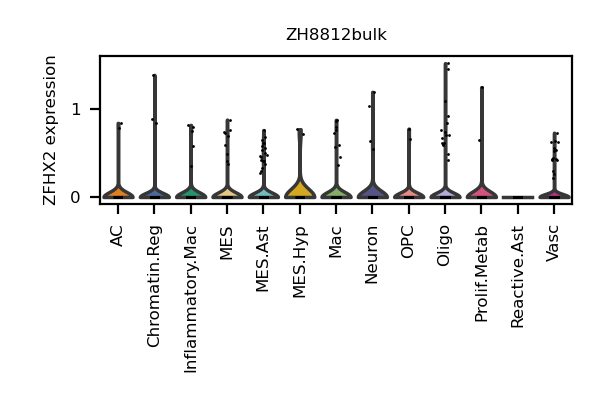 ZH8812bulk
ZFHX2 expression
1
0
AC
Chromatin.Reg
Inflammatory.Mac
MES
MES.Ast
MES.Hyp
Mac
Neuron
OPC
Oligo
Prolif.Metab
Reactive.Ast
Vasc